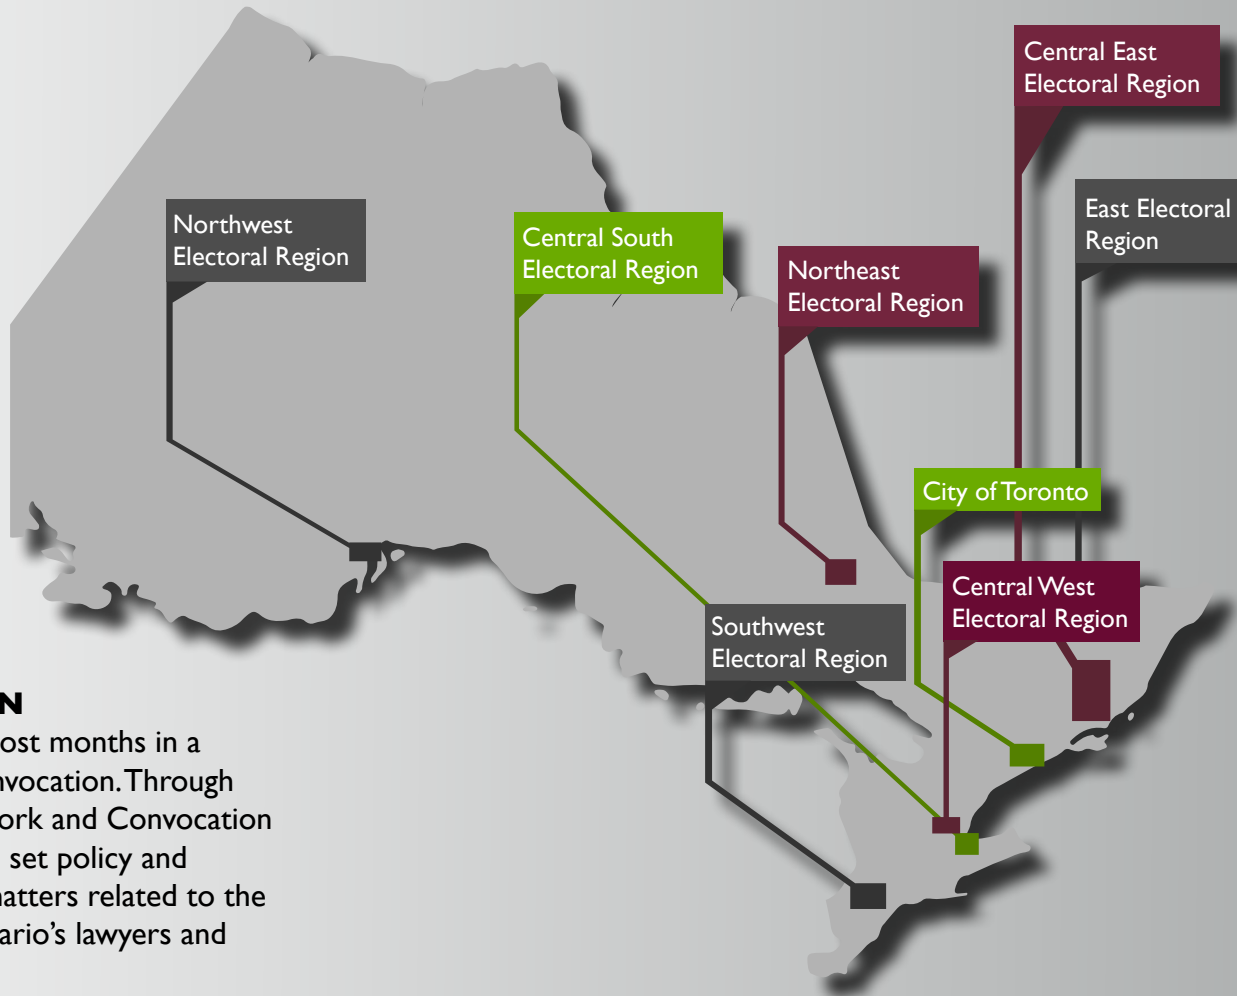 Central East
Electoral Region
Northwest
Electoral Region
Central South
Electoral Region
Northeast
Electoral Region
East Electoral
Region
City of Toronto
Central West
Electoral Region
Southwest
Electoral Region
N
ost months in a
nvocation. Through
ork and Convocation
set policy and
natters related to the
ario’s lawyers and